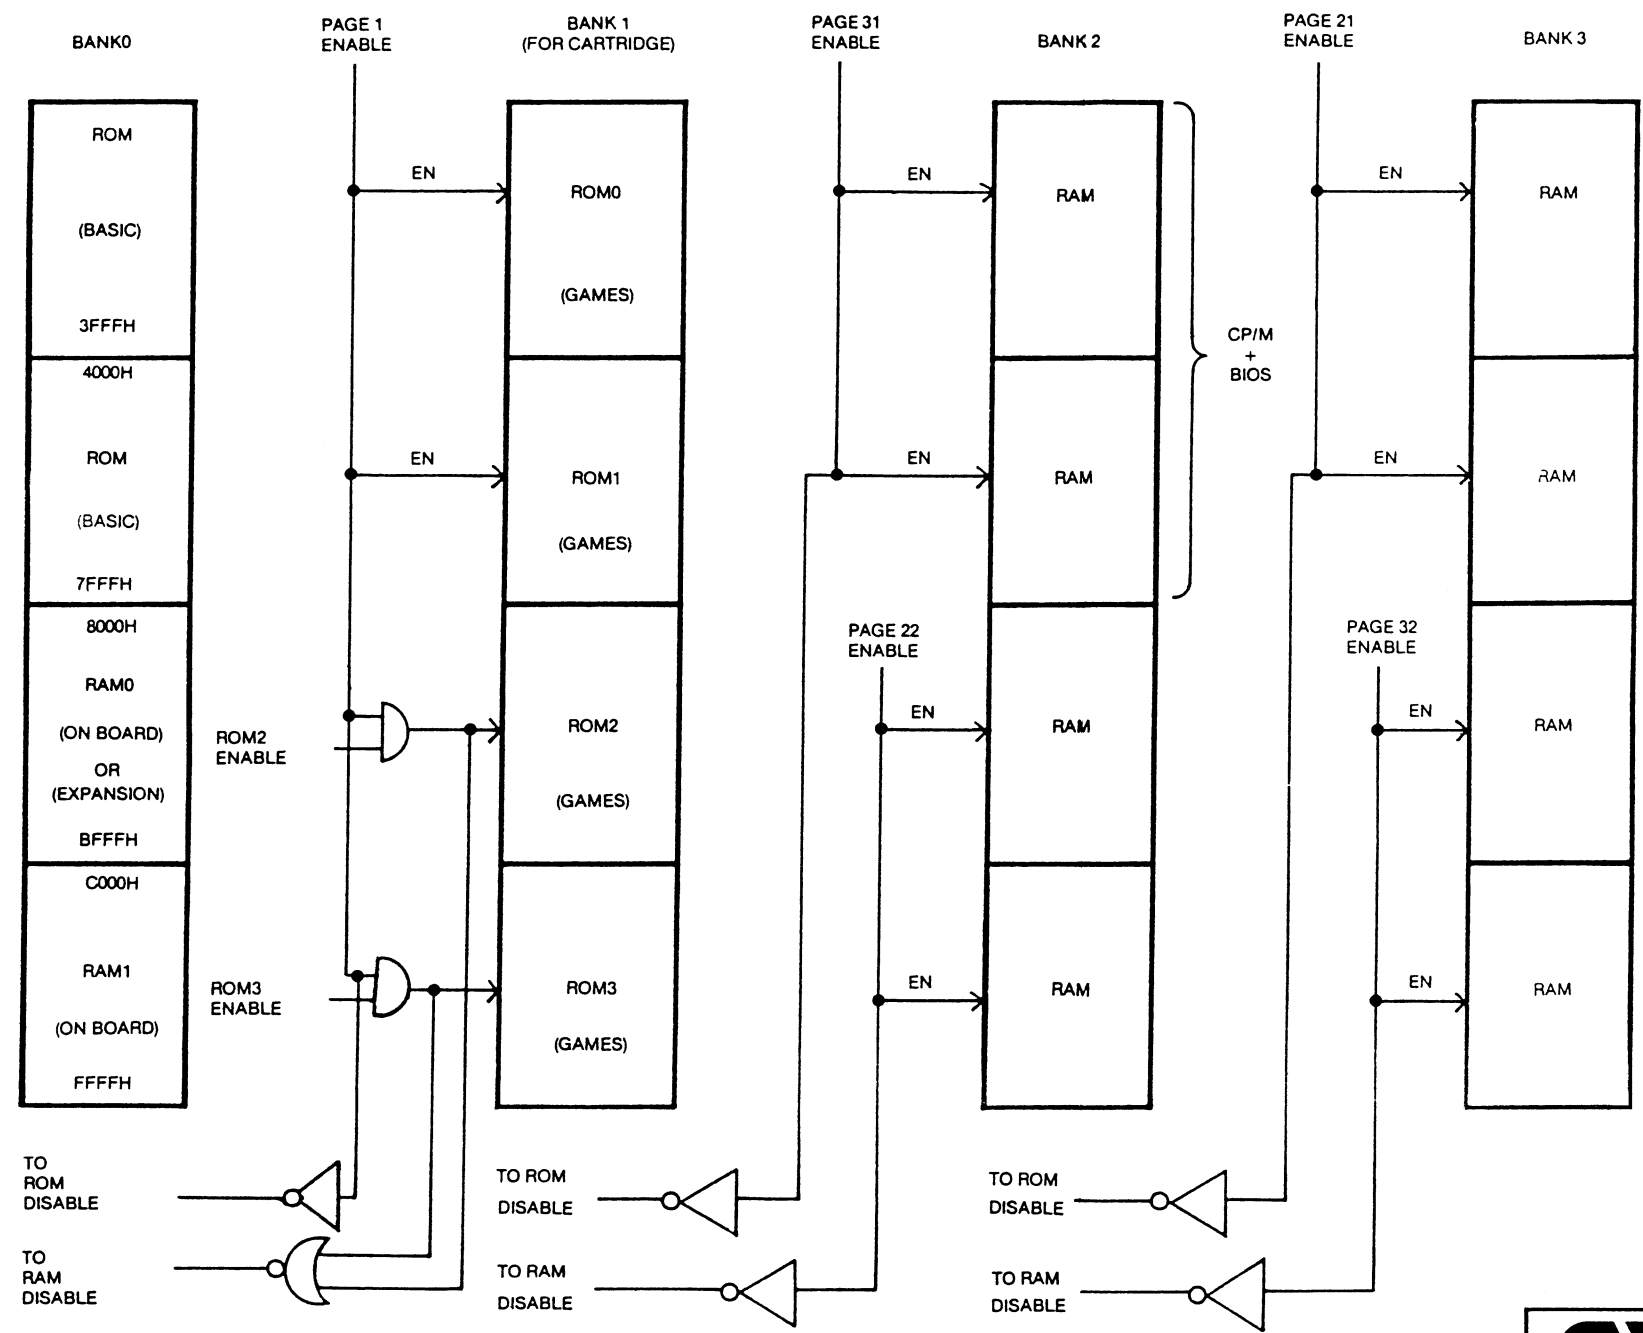 BANK0
PAGE 1
ENABLE
BANK 1
(FOR CARTRIDGE)
PAGE 31
ENABLE
BANK 2
PAGE 21
ENABLE
BANK 3
ROM
(BASIC)
3FFFH
4000H
ROM
(BASIC)
7FFFH
8000H
RAM0
(ON BOARD)
OR
(EXPANSION)
BFFFH
C000H
RAM1
(ON BOARD)
FFFFH
EN
EN
ROM2
ENABLE
ROM3
ENABLE
ROM0
(GAMES)
ROM1
(GAMES)
ROM2
(GAMES)
ROM3
(GAMES)
EN
EN
PAGE 22
ENABLE
EN
EN
RAM
RAM
RAM
RAM
CP/M
+
BIOS
EN
EN
PAGE 32
ENABLE
EN
EN
RAM
RAM
RAM
RAM
TO
ROM
DISABLE
TO
RAM
DISABLE
TO ROM
DISABLE
TO RAM
DISABLE
TO ROM
DISABLE
TO RAM
DISABLE